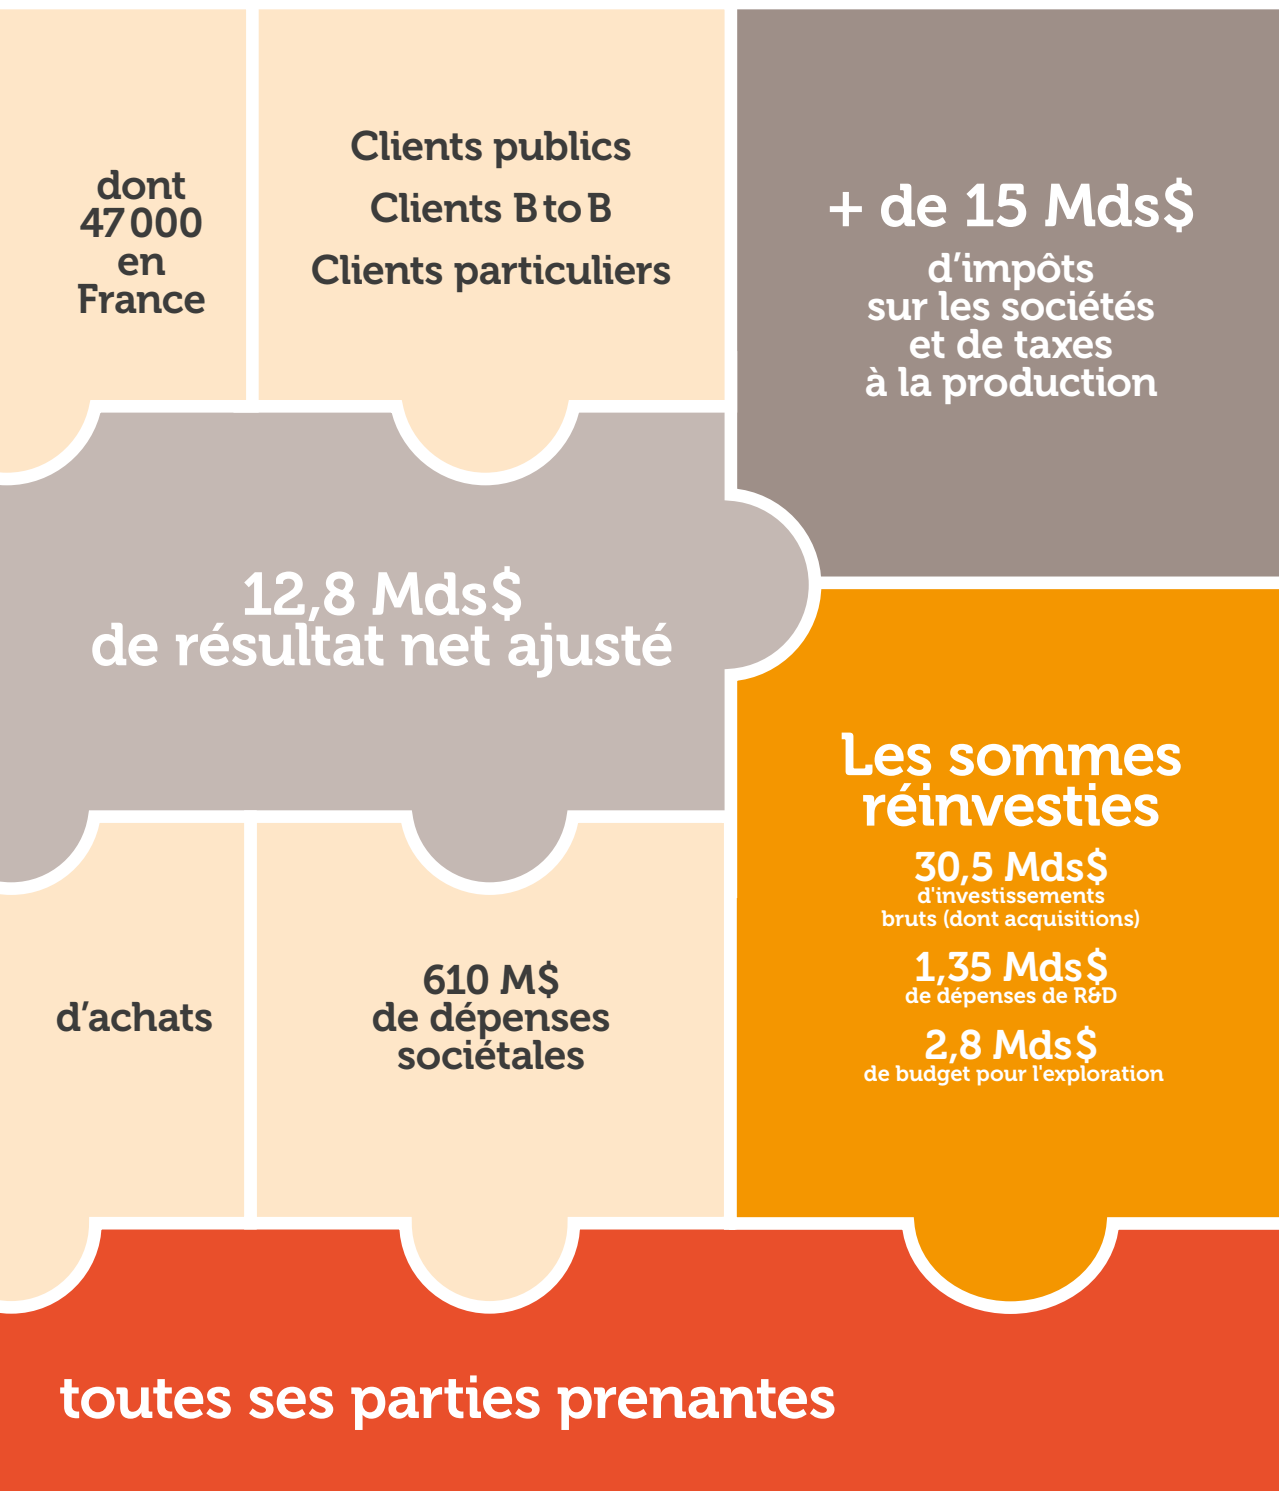 dont
47 000
en
France
Clients publics
Clients B to B
Clients particuliers
+ de 15 Mds$
d’impôts
sur les sociétés
et de taxes
à la production
12,8 Mds$
de résultat net ajusté
Les sommes
réinvesties
30,5 Mds$
d'investissements
bruts (dont acquisitions)
1,35 Mds$
de dépenses de R&D
2,8 Mds$
de budget pour l'exploration
d’achats
610 M$
de dépenses
sociétales
toutes ses parties prenantes